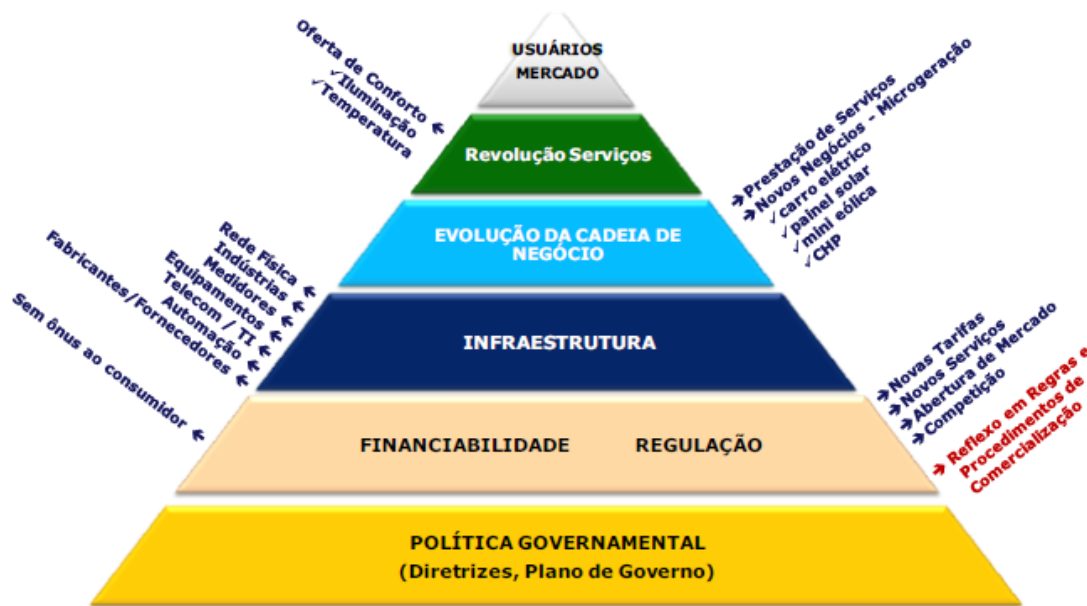 USUÁRIOS
MERCADO
Oferta de Conforto
✓Iluminação
✓Temperatura
Revolução Serviços
Prestação de Serviços
Novos Negócios - Microgeração
✓carro elétrico
✓painel solar
✓mini eólica
✓CHP
EVOLUÇÃO DA CADEIA DE
NEGÓCIO
Rede Física
Indústrias
Medidores
Equipamentos
Telecom / TI
Automação
Fabricantes/Fornecedores
INFRAESTRUTURA
Novas Tarifas
Novos Serviços
Abertura de Mercado
Competição
Sem ônus ao consumidor
FINANCIABILIDADE REGULAÇÃO
Reflexo em Regras e
Procedimentos de
Comercialização
POLÍTICA GOVERNAMENTAL
(Diretrizes, Plano de Governo)